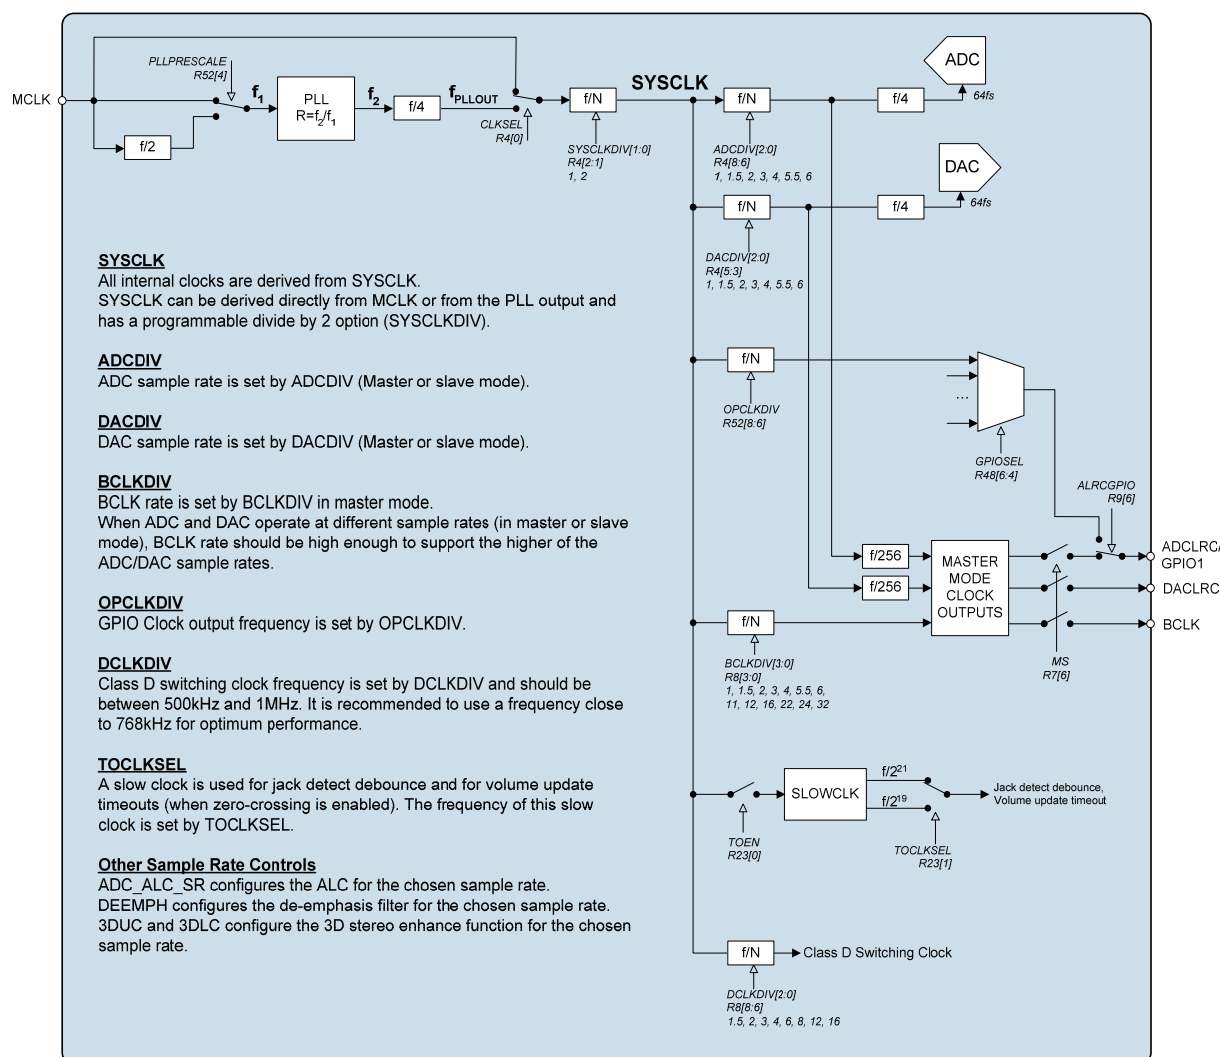 MCLK
PLLPRESCALE
R52[4]
f/2
f1
PLL
R=f2/f1
f2
f/4
fPLLOUT
CLKSEL
R4[0]
f/N
SYSCLKDIV[1:0]
R4[2:1]
1, 2
SYSCLK
f/N
ADCDIV[2:0]
R4[8:6]
1, 1.5, 2, 3, 4, 5.5, 6
f/4
ADC
64fs
f/N
DACDIV[2:0]
R4[5:3]
1, 1.5, 2, 3, 4, 5.5, 6
f/4
DAC
64fs
SYSCLK
All internal clocks are derived from SYSCLK.
SYSCLK can be derived directly from MCLK or from the PLL output and
has a programmable divide by 2 option (SYSCLKDIV).
ADCDIV
ADC sample rate is set by ADCDIV (Master or slave mode).
DACDIV
DAC sample rate is set by DACDIV (Master or slave mode).
BCLKDIV
BCLK rate is set by BCLKDIV in master mode.
When ADC and DAC operate at different sample rates (in master or slave
mode), BCLK rate should be high enough to support the higher of the
ADC/DAC sample rates.
OPCLKDIV
GPIO Clock output frequency is set by OPCLKDIV.
DCLKDIV
Class D switching clock frequency is set by DCLKDIV and should be
between 500kHz and 1MHz. It is recommended to use a frequency close
to 768kHz for optimum performance.
TOCLKSEL
A slow clock is used for jack detect debounce and for volume update
timeouts (when zero-crossing is enabled). The frequency of this slow
clock is set by TOCLKSEL.
Other Sample Rate Controls
ADC_ALC_SR configures the ALC for the chosen sample rate.
DEEMPH configures the de-emphasis filter for the chosen sample rate.
3DUC and 3DLC configure the 3D stereo enhance function for the chosen
sample rate.
f/N
OPCLKDIV
R52[8:6]
...
GPIOSEL
R48[6:4]
ALRCGPIO
R9[6]
f/256
f/256
MASTER
MODE
CLOCK
OUTPUTS
ADCLRC/
GPIO1
DACLRC
BCLK
MS
R7[6]
f/N
BCLKDIV[3:0]
R8[3:0]
1, 1.5, 2, 3, 4, 5.5, 6,
11, 12, 16, 22, 24, 32
TOEN
R23[0]
SLOWCLK
f/2^21
f/2^19
TOCLKSEL
R23[1]
Jack detect debounce,
Volume update timeout
f/N
Class D Switching Clock
DCLKDIV[2:0]
R8[8:6]
1.5, 2, 3, 4, 6, 8, 12, 16